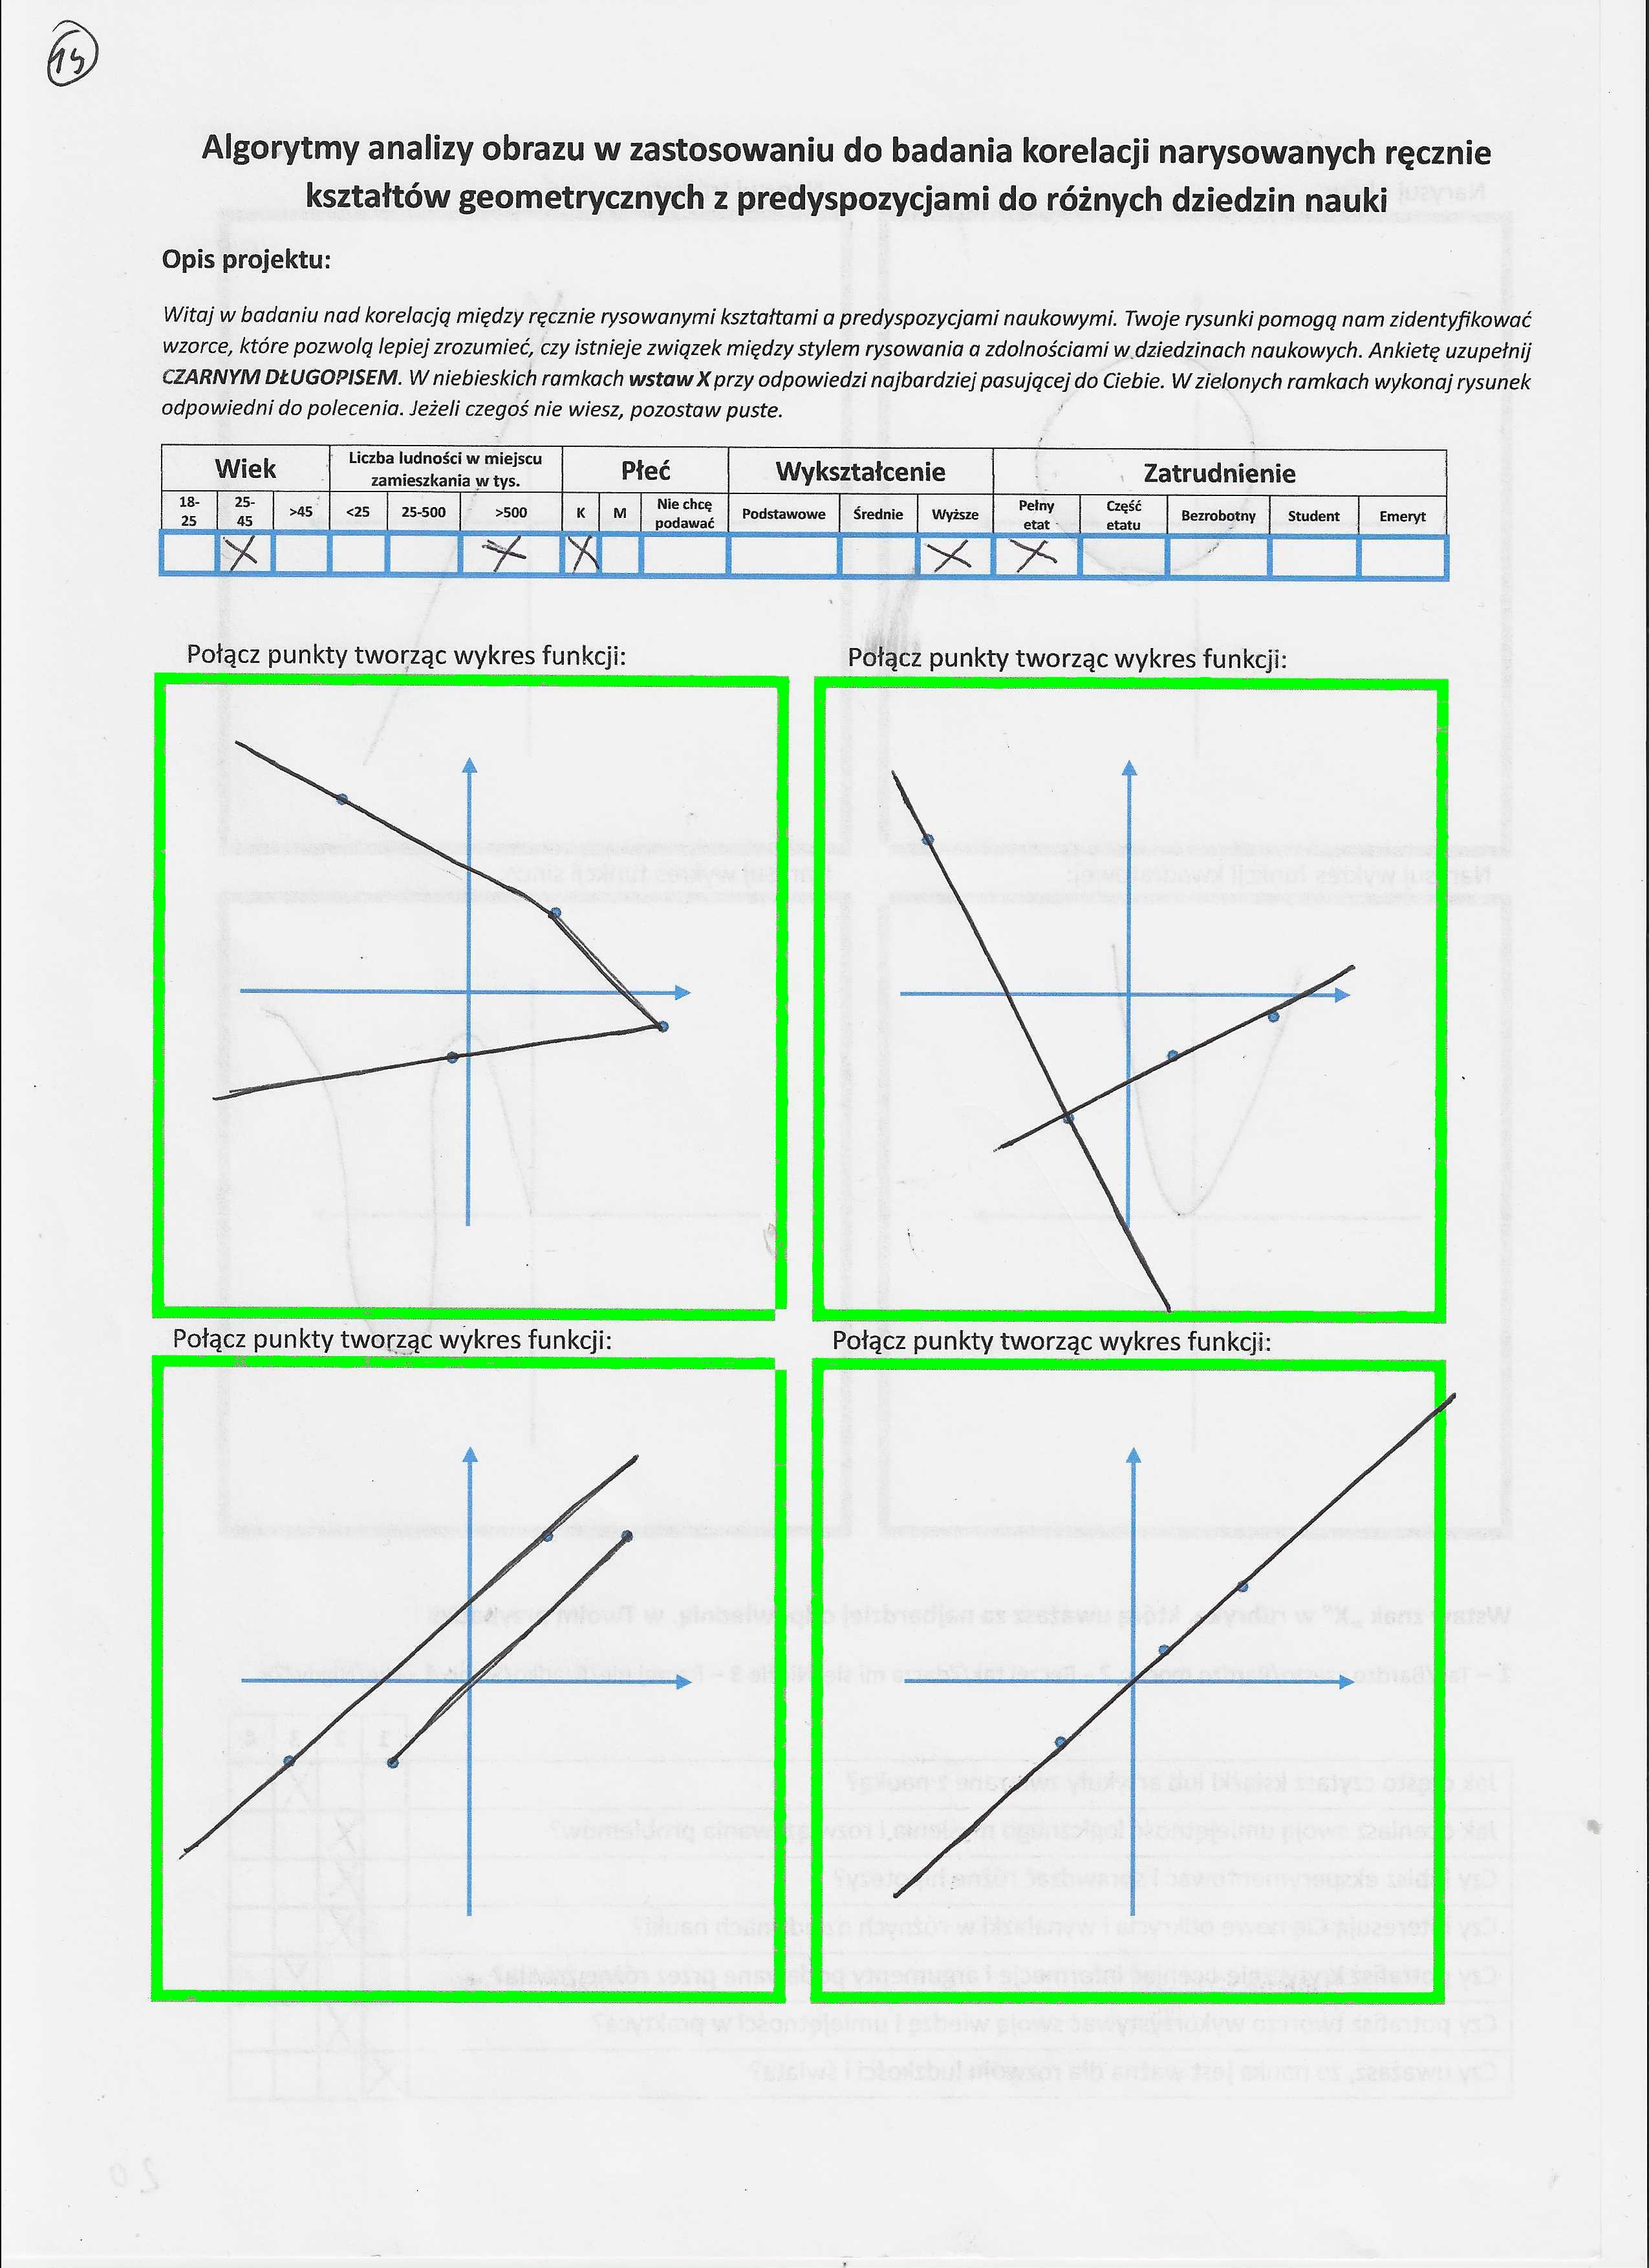 Algorytmy analizy obrazu w zastosowaniu do badania korelacji narysowanych ręcznie
kształtów geometrycznych z predyspozycjami do różnych dziedzin nauki
Opis projektu:
Witaj w badaniu nad korelacją między ręcznie rysowanymi kształtami a predyspozycjami naukowymi. Twoje rysunki pomogą nam zidentyfikować
wzorce, które pozwolą lepiej zrozumieć, czy istnieje związek między stylem rysowania a zdolnościami w dziedzinach naukowych. Ankietę uzupełnij
CZARNYM DŁUGOPISEM. W niebieskich ramkach wstaw X przy odpowiedzi najbardziej pasującej do Ciebie. W zielonych ramkach wykonaj rysunek
odpowiedni do polecenia. Jeżeli czegoś nie wiesz, pozostaw puste.
Wiek Liczba ludności w miejscu zamieszkania w tys. Płeć Wykształcenie Zatrudnienie
18-25 25-45 >45 <25 25-500 >500 K M Nie chcę podawać Podstawowe Średnie Wyższe Pełny etat Część etatu Bezrobotny Student Emeryt
X X X X X
Połącz punkty tworząc wykres funkcji: Połącz punkty tworząc wykres funkcji:
Połącz punkty tworząc wykres funkcji: Połącz punkty tworząc wykres funkcji: